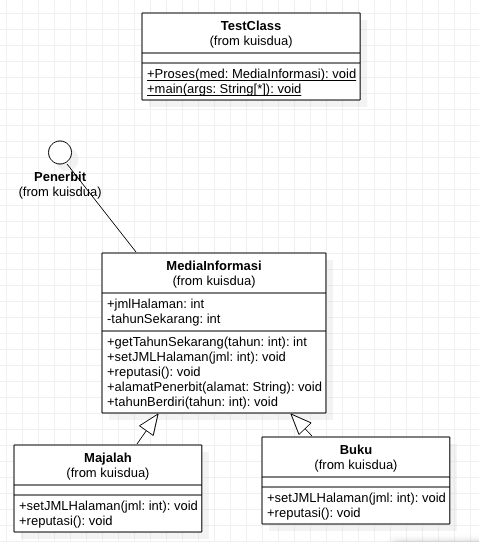 TestClass
(from kuisdua)
+Proses(med: MediaInformasi): void
+main(args: String[*]): void
Penerbit
(from kuisdua)
MediaInformasi
(from kuisdua)
+jmlHalaman: int
-tahunSekarang: int
+getTahunSekarang(tahun: int): int
+setJMLHalaman(jml: int): void
+reputasi(): void
+alamatPenerbit(alamat: String): void
+tahunBerdiri(tahun: int): void
Majalah
(from kuisdua)
+setJMLHalaman(jml: int): void
+reputasi(): void
Buku
(from kuisdua)
+setJMLHalaman(jml: int): void
+reputasi(): void